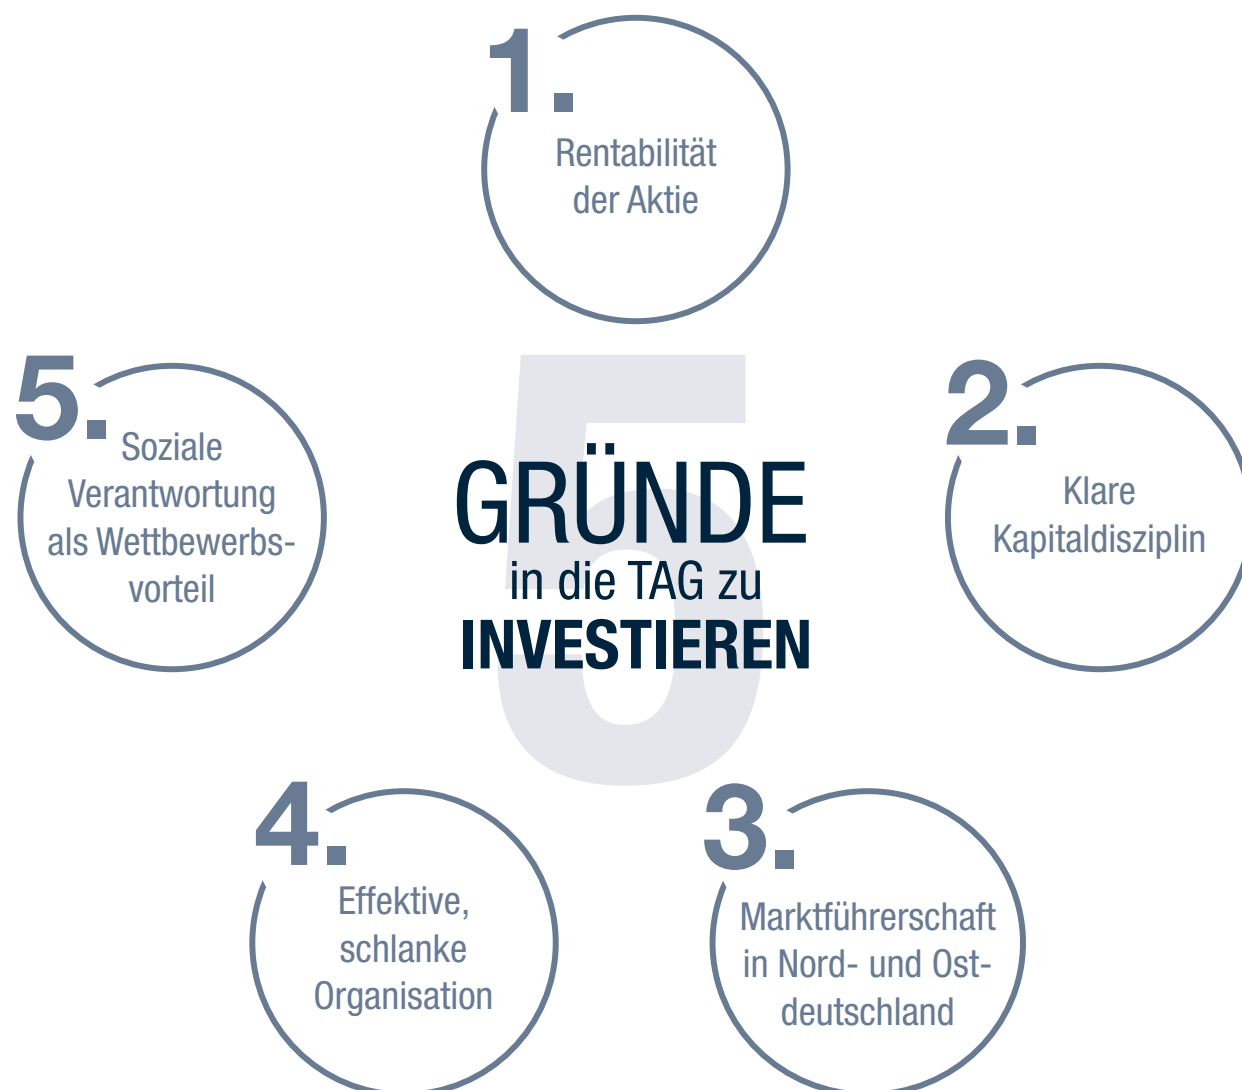 5
GRÜNDE
in die TAG zu
INVESTIEREN
1.
Rentabilität
der Aktie
2.
Klare
Kapitaldisziplin
3.
Marktführerschaft
in Nord- und Ost-
deutschland
4.
Effektive,
schlanke
Organisation
5.
Soziale
Verantwortung
als Wettbewerbs-
vorteil